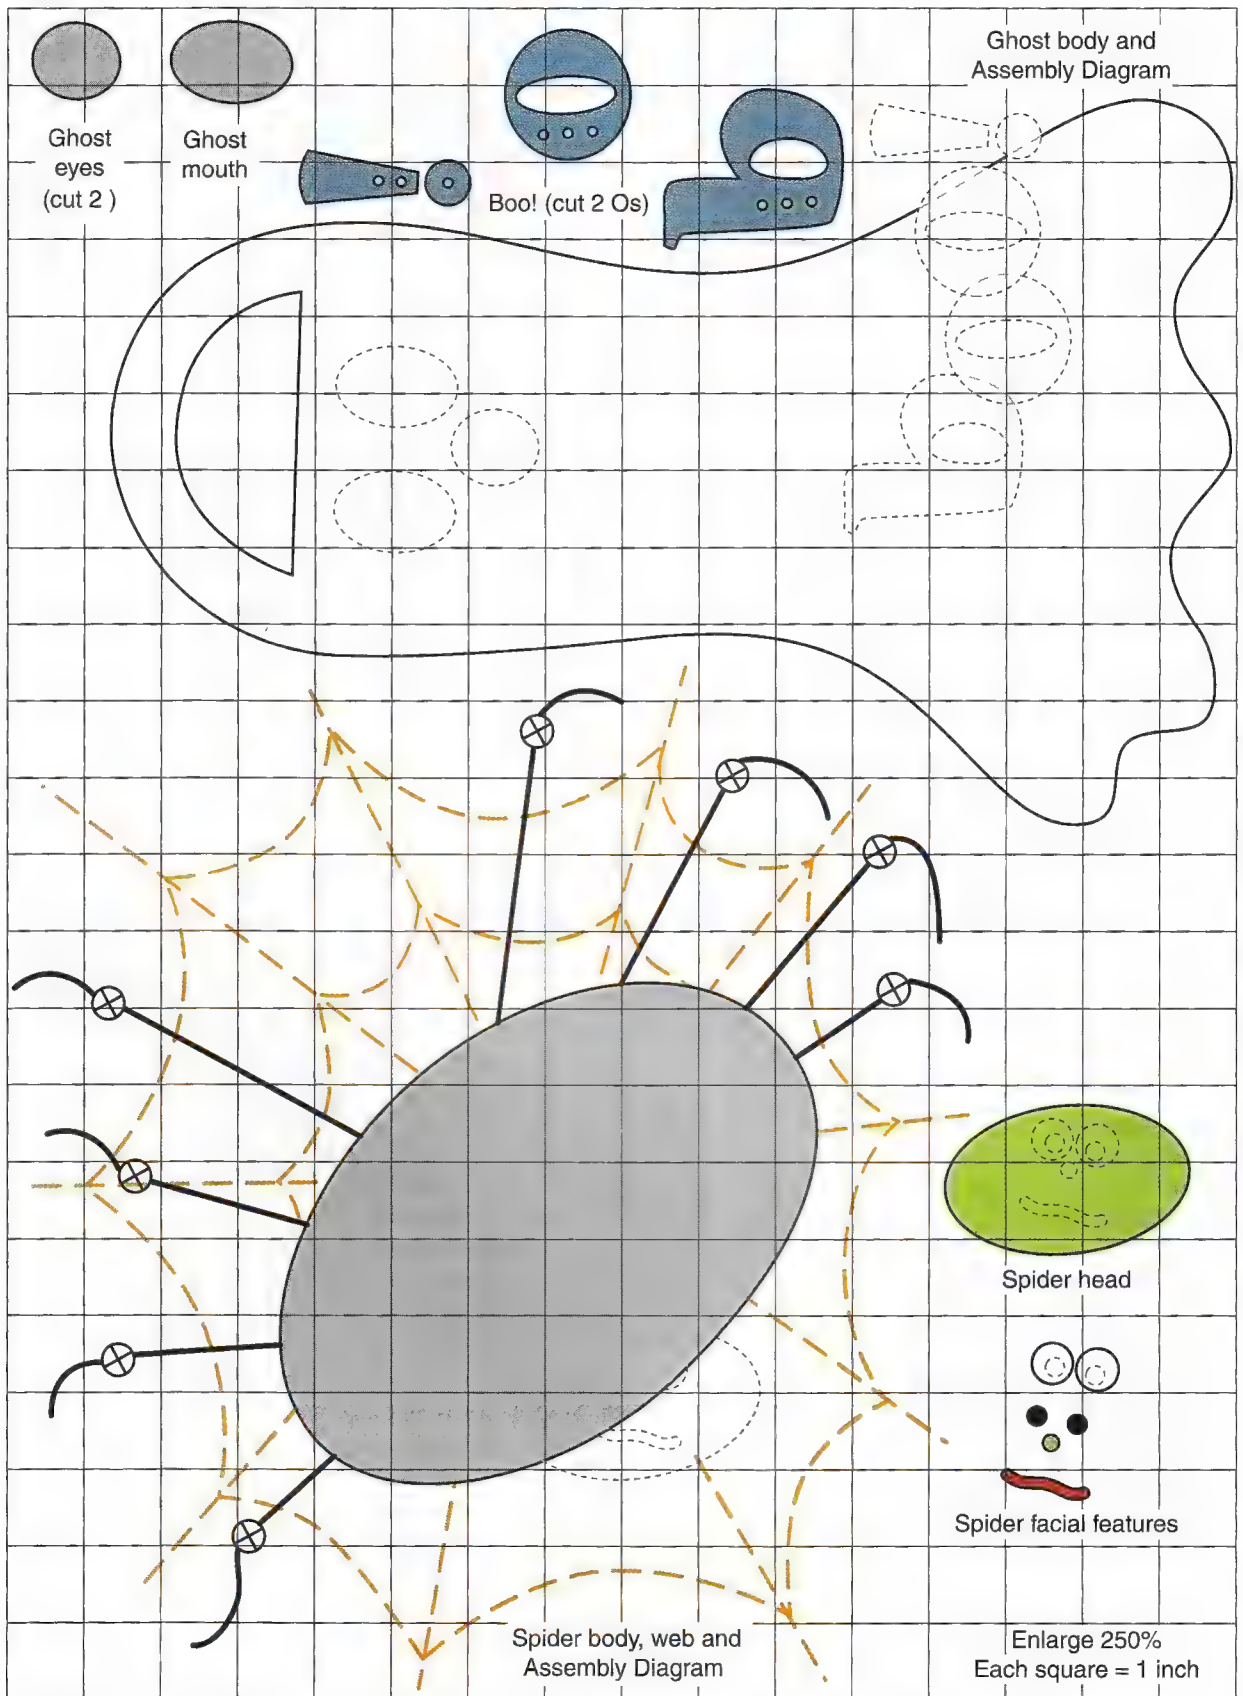 Ghost body and
Assembly Diagram
Ghost
eyes
(cut 2 )
Ghost
mouth
Boo! (cut 2 Os)
Spider head
Spider facial features
Spider body, web and
Assembly Diagram
Enlarge 250%
Each square = 1 inch